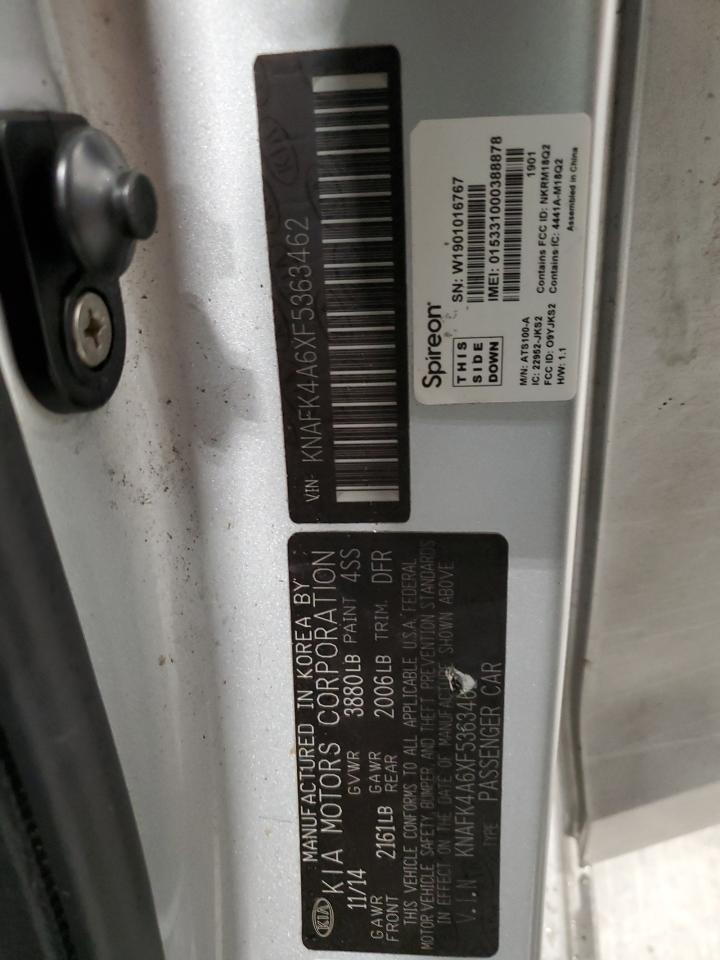 VIN- KNAFK4A6XF5363462
Spireon
THIS
SIDE
DOWN
SN: W1901016767
IMEI: 015331000388878
1901
M/N: ATS100-A
IC: 22952-JKS2
FCC ID: O9YJKS2
H/W: 1.1
Contains FCC ID: NKRM18Q2
Contains IC: 4441A-M18Q2
Assembled in China
MANUFACTURED IN KOREA BY
KIA KIA MOTORS CORPORATION
11/14 GVWR 3880LB PAINT 4SS
GAWR FRONT 2161LB GAWR REAR 2006LB TRIM. DFR
THIS VEHICLE CONFORMS TO ALL APPLICABLE U.S.A. FEDERAL
MOTOR VEHICLE SAFETY, BUMPER AND THEFT PREVENTION STANDARDS
IN EFFECT ON THE DATE OF MANUFACTURE SHOWN ABOVE
V.I.N KNAFK4A6XF536346
TYPE PASSENGER CAR